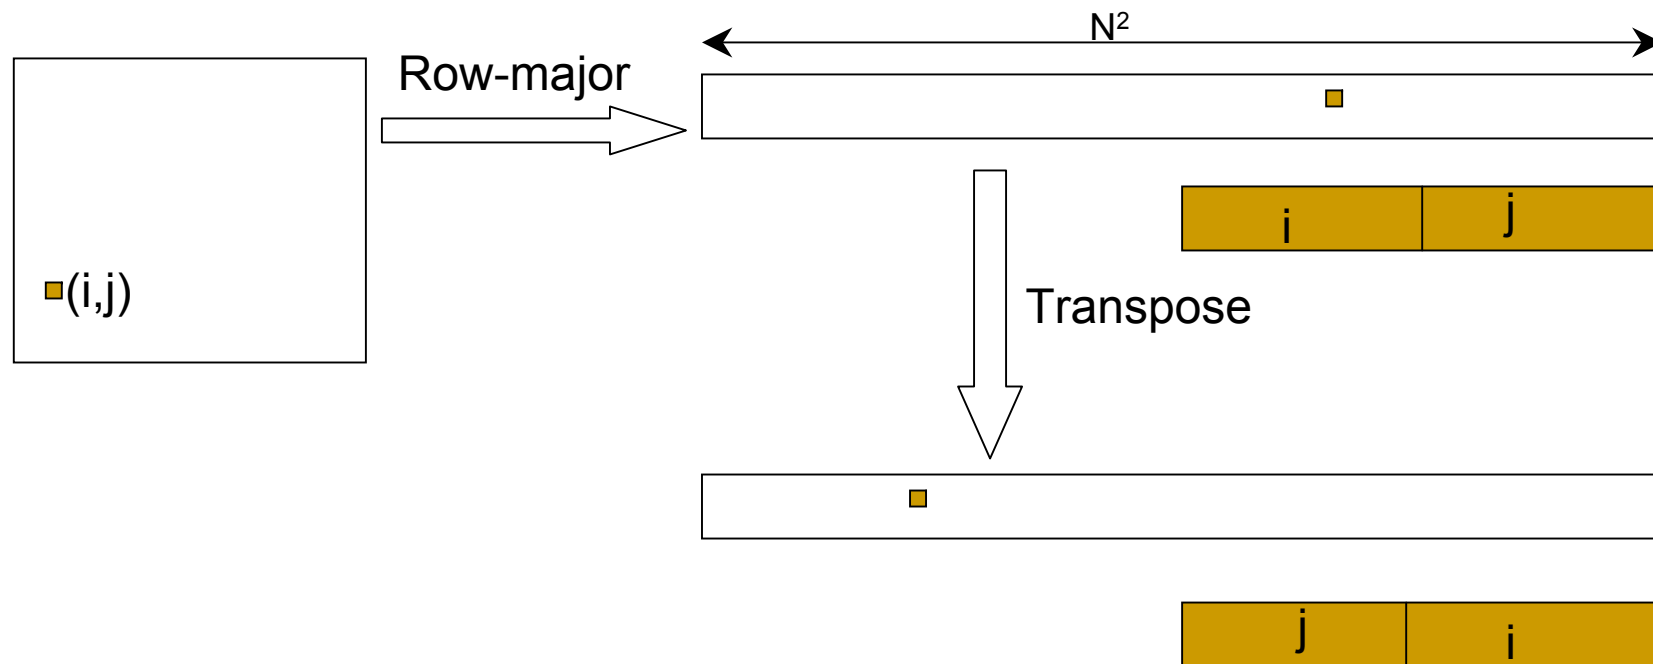 N²
Row-major
i
j
(i,j)
Transpose
j
i